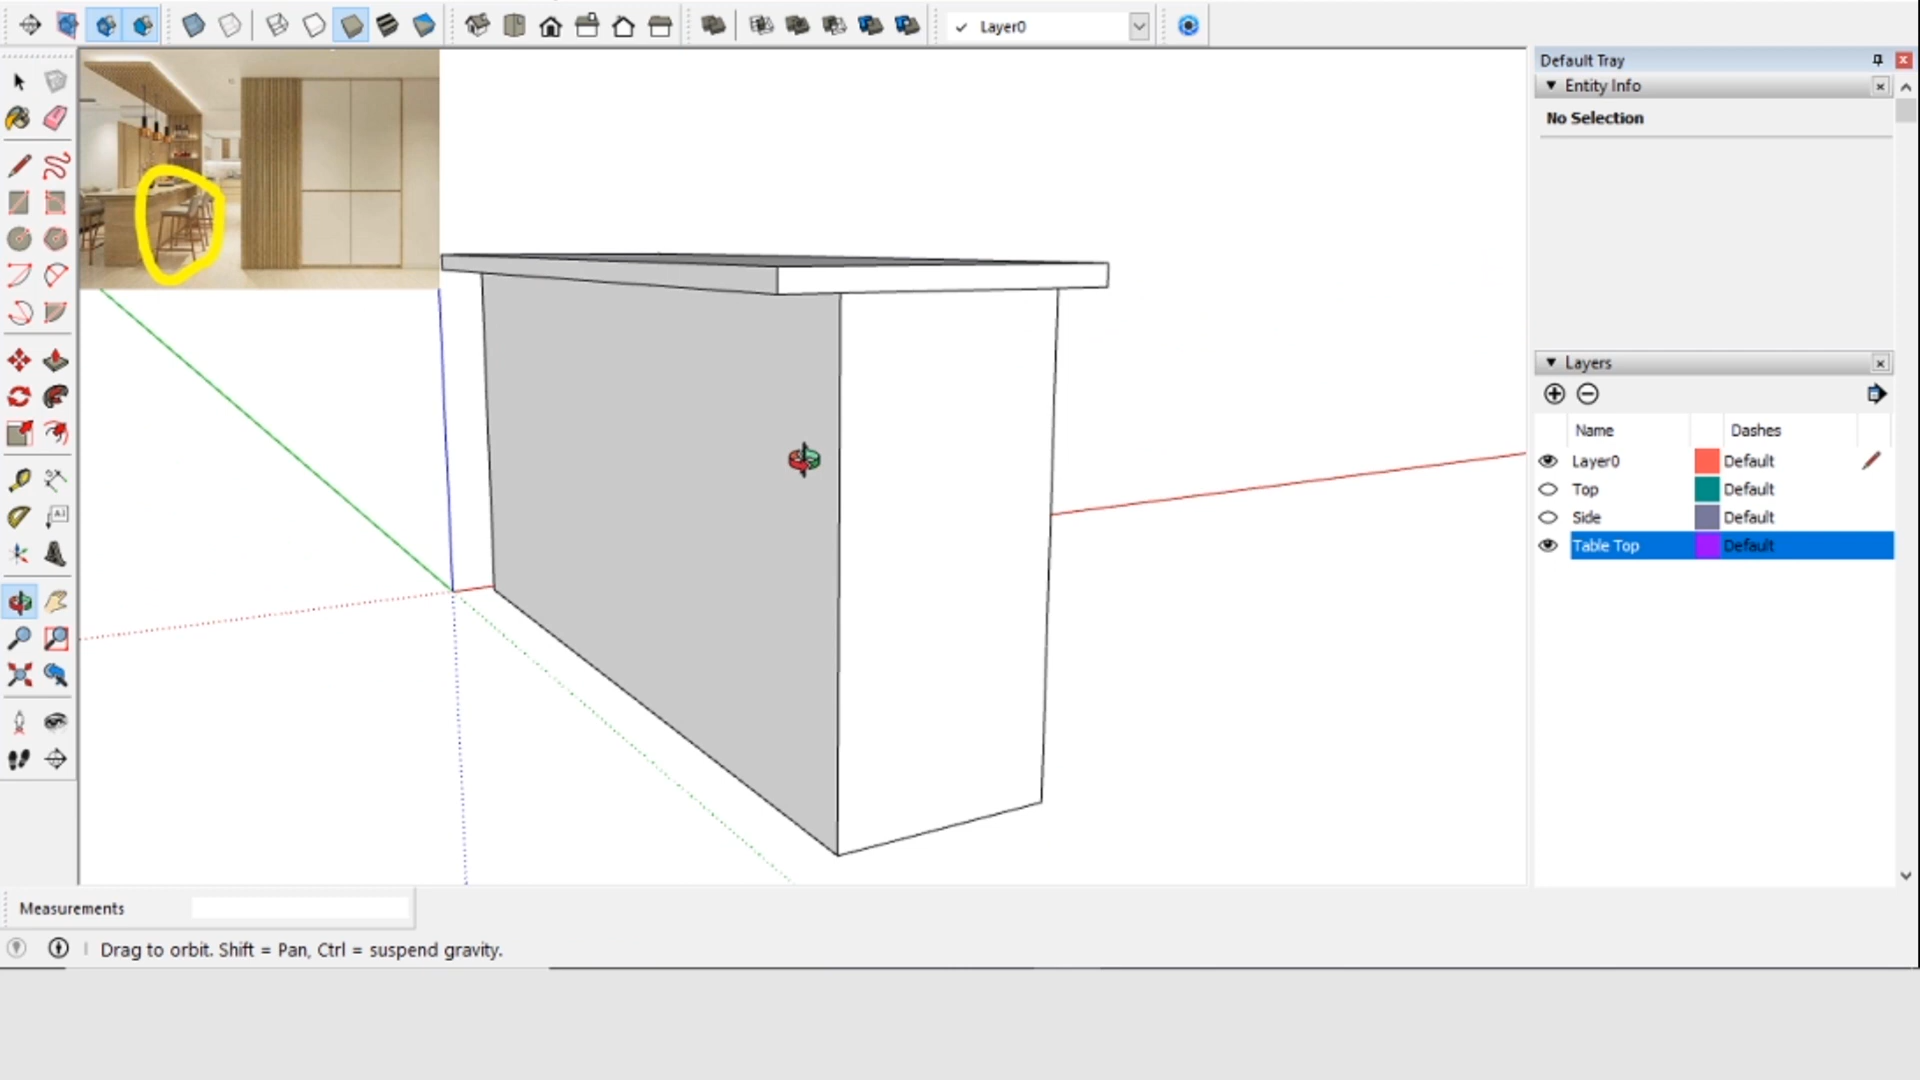 Layer0
Default Tray
Entity Info
No Selection
Layers
Name Dashes
Layer0 Default
Top Default
Side Default
Table Top Default
Measurements
Drag to orbit. Shift = Pan, Ctrl = suspend gravity.